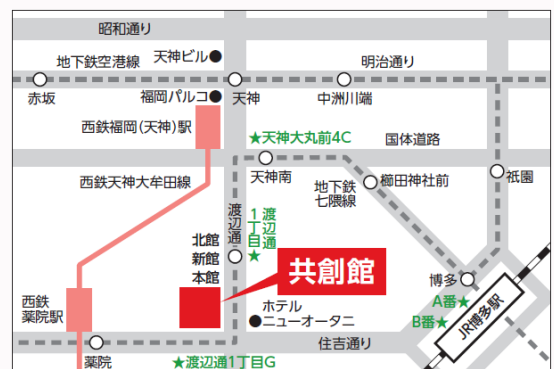 昭和通り
地下鉄空港線
天神ビル●
明治通り
赤坂
福岡パルコ●
天神
中洲川端
西鉄福岡(天神)駅
★天神大丸前4C
国体道路
西鉄天神大牟田線
天神南
地下鉄
七隈線
櫛田神社前
祇園
渡辺通
渡辺通
1丁目
★
北館
新館
本館
共創館
博多
A番★
B番★
JR博多駅
西鉄
薬院駅
ホテル
●ニューオータニ
住吉通り
薬院
★渡辺通1丁目G